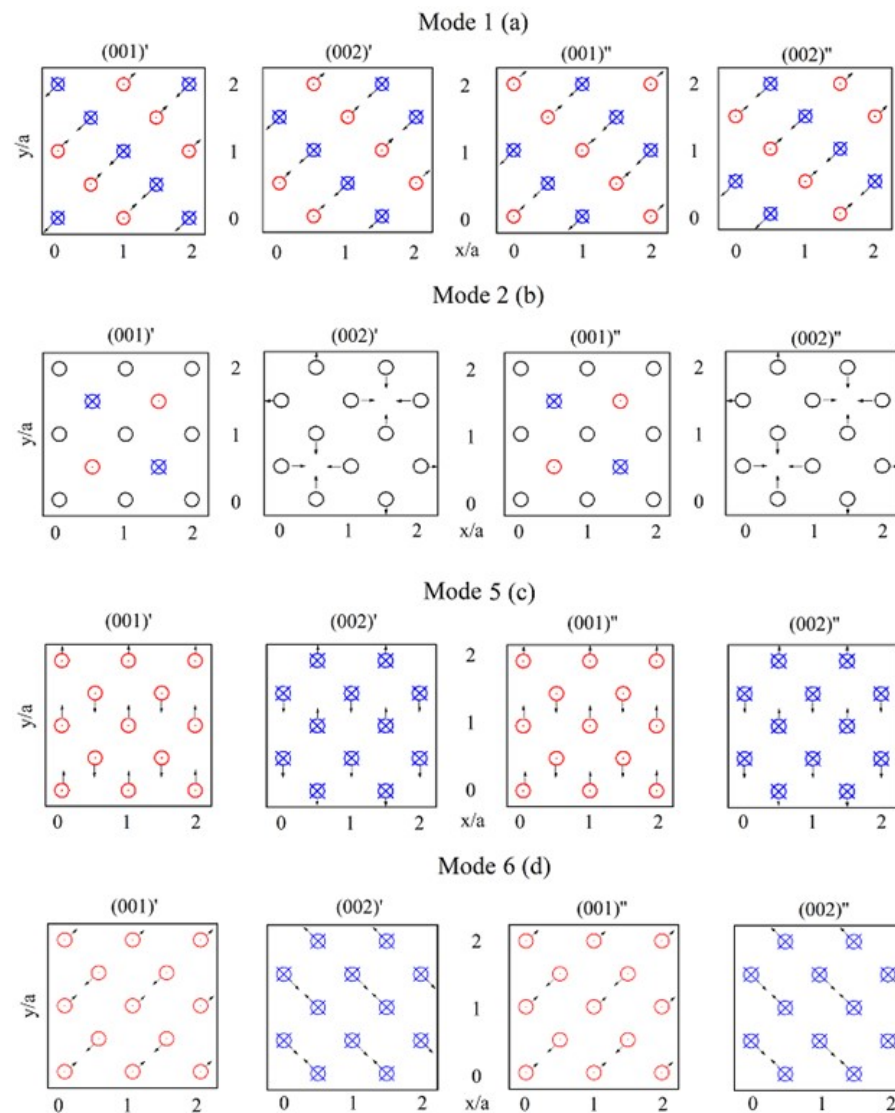 Mode 1 (a)
(001)' (002)' (001)'' (002)''
y/a
2
1
0
0 1 2 0 1 2 x/a 0 1 2 0 1 2
Mode 2 (b)
(001)' (002)' (001)'' (002)''
y/a
2
1
0
0 1 2 0 1 2 x/a 0 1 2 0 1 2
Mode 5 (c)
(001)' (002)' (001)'' (002)''
y/a
2
1
0
0 1 2 0 1 2 x/a 0 1 2 0 1 2
Mode 6 (d)
(001)' (002)' (001)'' (002)''
y/a
2
1
0
0 1 2 0 1 2 x/a 0 1 2 0 1 2